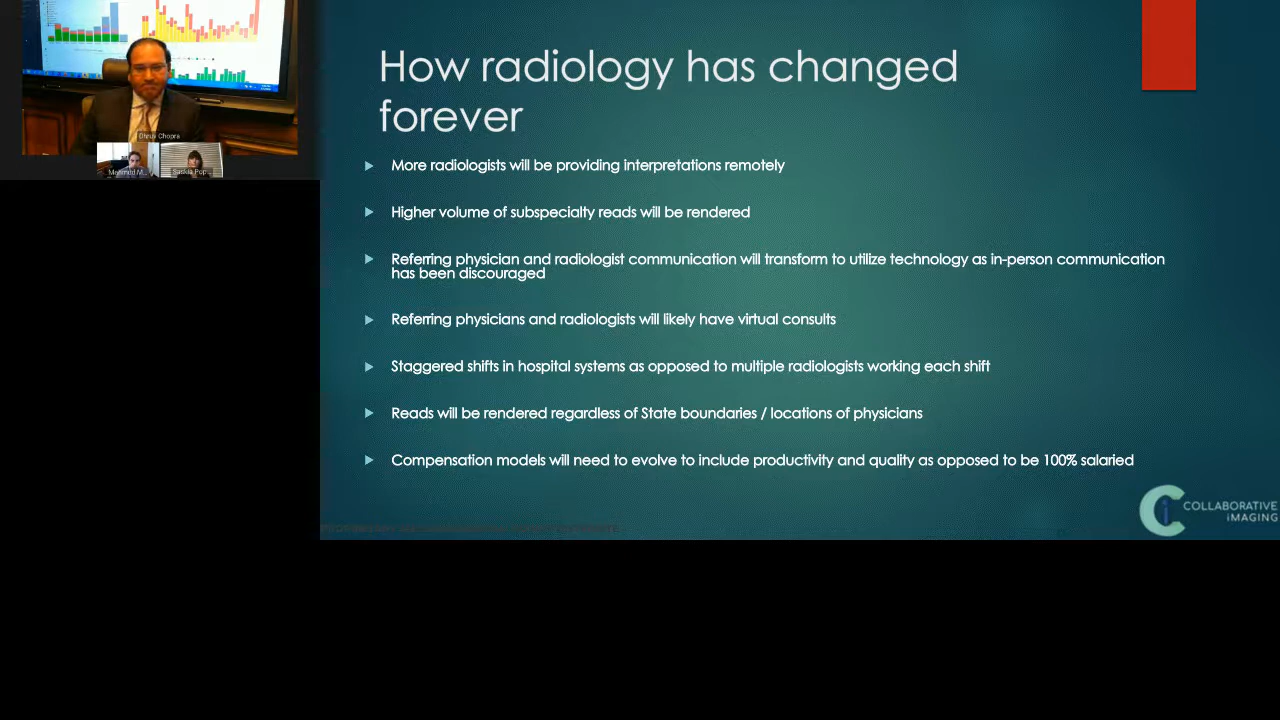 How radiology has changed
forever
More radiologists will be providing interpretations remotely
Higher volume of subspecialty reads will be rendered
Referring physician and radiologist communication will transform to utilize technology as in-person communication
has been discouraged
Referring physicians and radiologists will likely have virtual consults
Staggered shifts in hospital systems as opposed to multiple radiologists working each shift
Reads will be rendered regardless of State boundaries / locations of physicians
Compensation models will need to evolve to include productivity and quality as opposed to be 100% salaried
COLLABORATIVE
iMAGING
Dhruv Chopra
Mahmud M...
Saskia Pop...